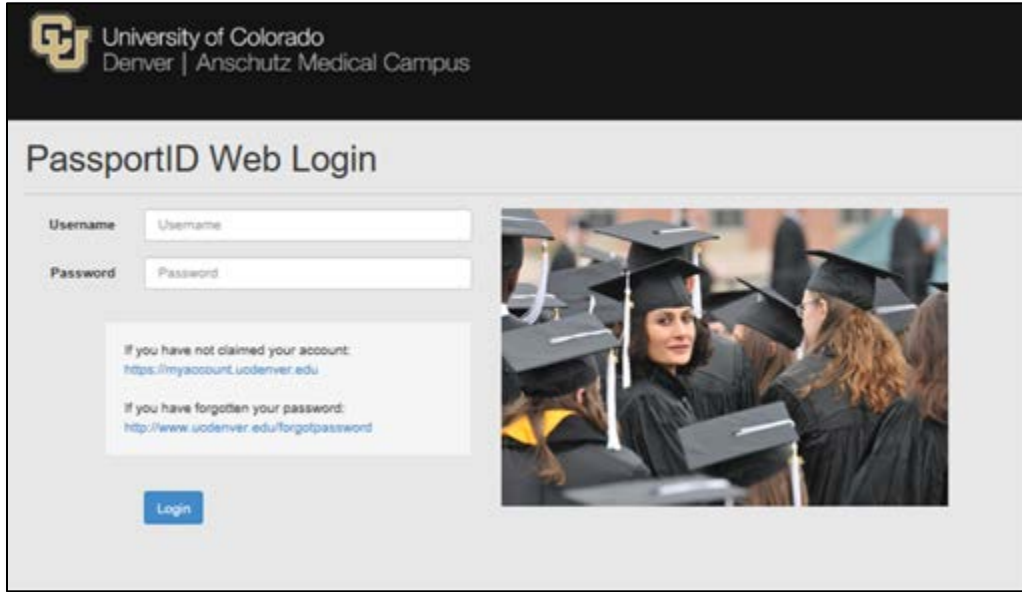 CU University of Colorado
Denver | Anschutz Medical Campus
PassportID Web Login
Username Username
Password Password
If you have not claimed your account:
https://myaccount.ucdenver.edu
If you have forgotten your password:
http://www.ucdenver.edu/forgotpassword
Login